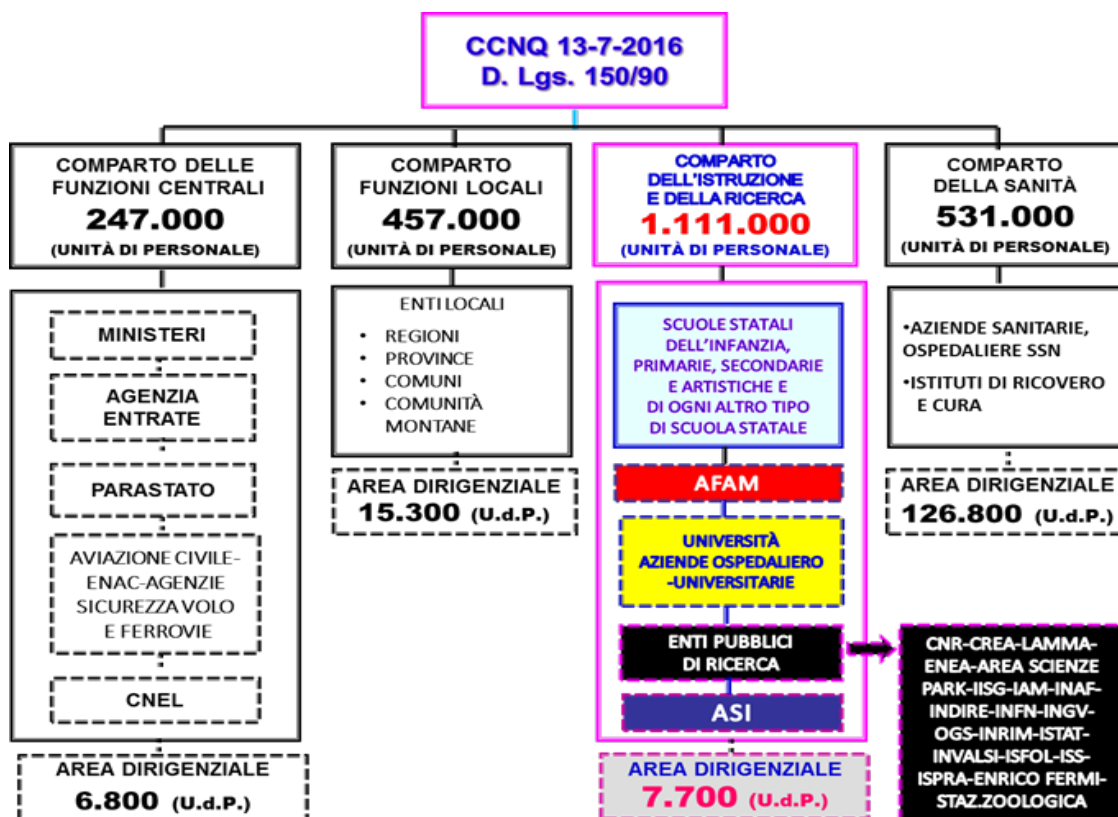 CCNQ 13-7-2016
D. Lgs. 150/90
COMPARTO DELLE
FUNZIONI CENTRALI
247.000
(UNITÀ DI PERSONALE)
MINISTERI
AGENZIA
ENTRATE
PARASTATO
AVIAZIONE CIVILE-
ENAC-AGENZIE
SICUREZZA VOLO
E FERROVIE
CNEL
AREA DIRIGENZIALE
6.800 (U.d.P.)
COMPARTO
FUNZIONI LOCALI
457.000
(UNITÀ DI PERSONALE)
ENTI LOCALI
• REGIONI
• PROVINCE
• COMUNI
• COMUNITÀ
MONTANE
AREA DIRIGENZIALE
15.300 (U.d.P.)
COMPARTO
DELL'ISTRUZIONE
E DELLA RICERCA
1.111.000
(UNITÀ DI PERSONALE)
SCUOLE STATALI
DELL'INFANZIA,
PRIMARIE, SECONDARIE
E ARTISTICHE E
DI OGNI ALTRO TIPO
DI SCUOLA STATALE
AFAM
UNIVERSITÀ
AZIENDE OSPEDALIERO
-UNIVERSITARIE
ENTI PUBBLICI
DI RICERCA
ASI
AREA DIRIGENZIALE
7.700 (U.d.P.)
CNR-CREA-LAMMA-
ENEA-AREA SCIENZE
PARK-IISG-IAM-INAF-
INDIRE-INFN-INGV-
OGS-INRIM-ISTAT-
INVALSI-ISFOL-ISS-
ISPRA-ENRICO FERMI-
STAZ.ZOOLOGICA
COMPARTO
DELLA SANITÀ
531.000
(UNITÀ DI PERSONALE)
•AZIENDE SANITARIE,
OSPEDALIERE SSN
•ISTITUTI DI RICOVERO
E CURA
AREA DIRIGENZIALE
126.800 (U.d.P.)